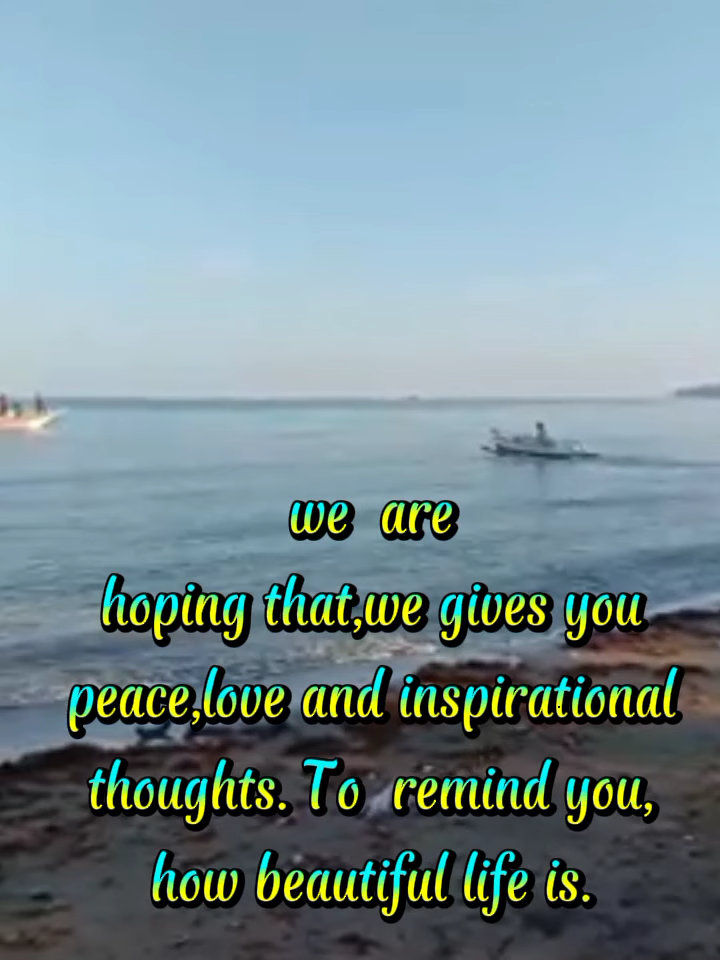 we are
hoping that,we gives you
peace,love and inspirational
thoughts. To remind you,
how beautiful life is.